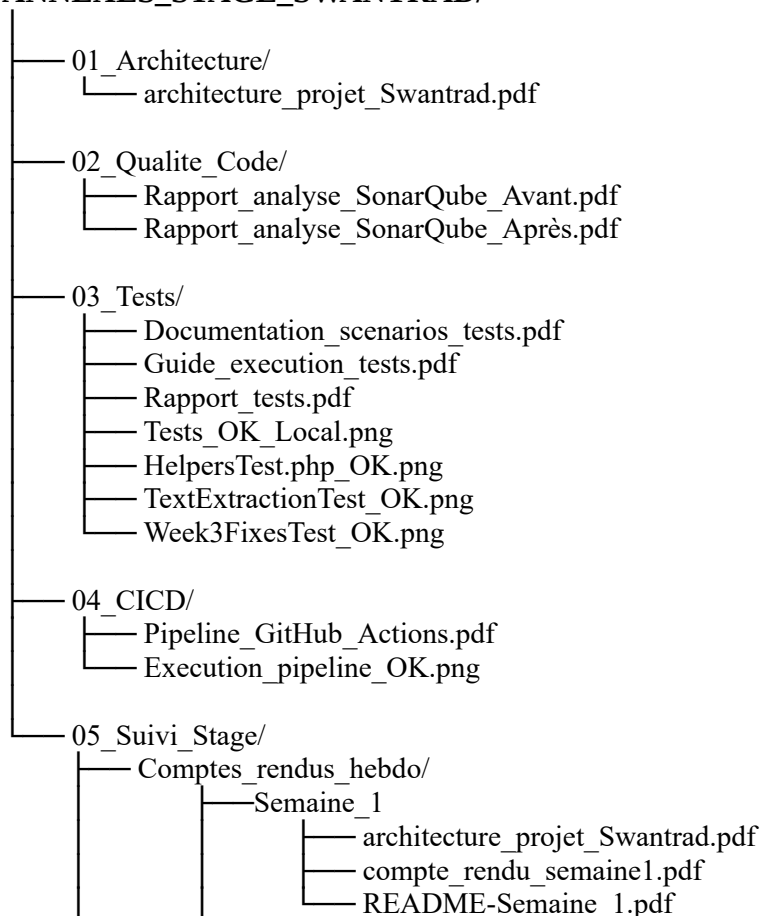 01_Architecture/
architecture_projet_Swantrad.pdf
02_Qualite_Code/
Rapport_analyse_SonarQube_Avant.pdf
Rapport_analyse_SonarQube_Après.pdf
03_Tests/
Documentation_scenarios_tests.pdf
Guide_execution_tests.pdf
Rapport_tests.pdf
Tests_OK_Local.png
HelpersTest.php_OK.png
TextExtractionTest_OK.png
Week3FixesTest_OK.png
04_CICD/
Pipeline_GitHub_Actions.pdf
Execution_pipeline_OK.png
05_Suivi_Stage/
Comptes_rendus_hebdo/
Semaine_1
architecture_projet_Swantrad.pdf
compte_rendu_semaine1.pdf
README-Semaine_1.pdf